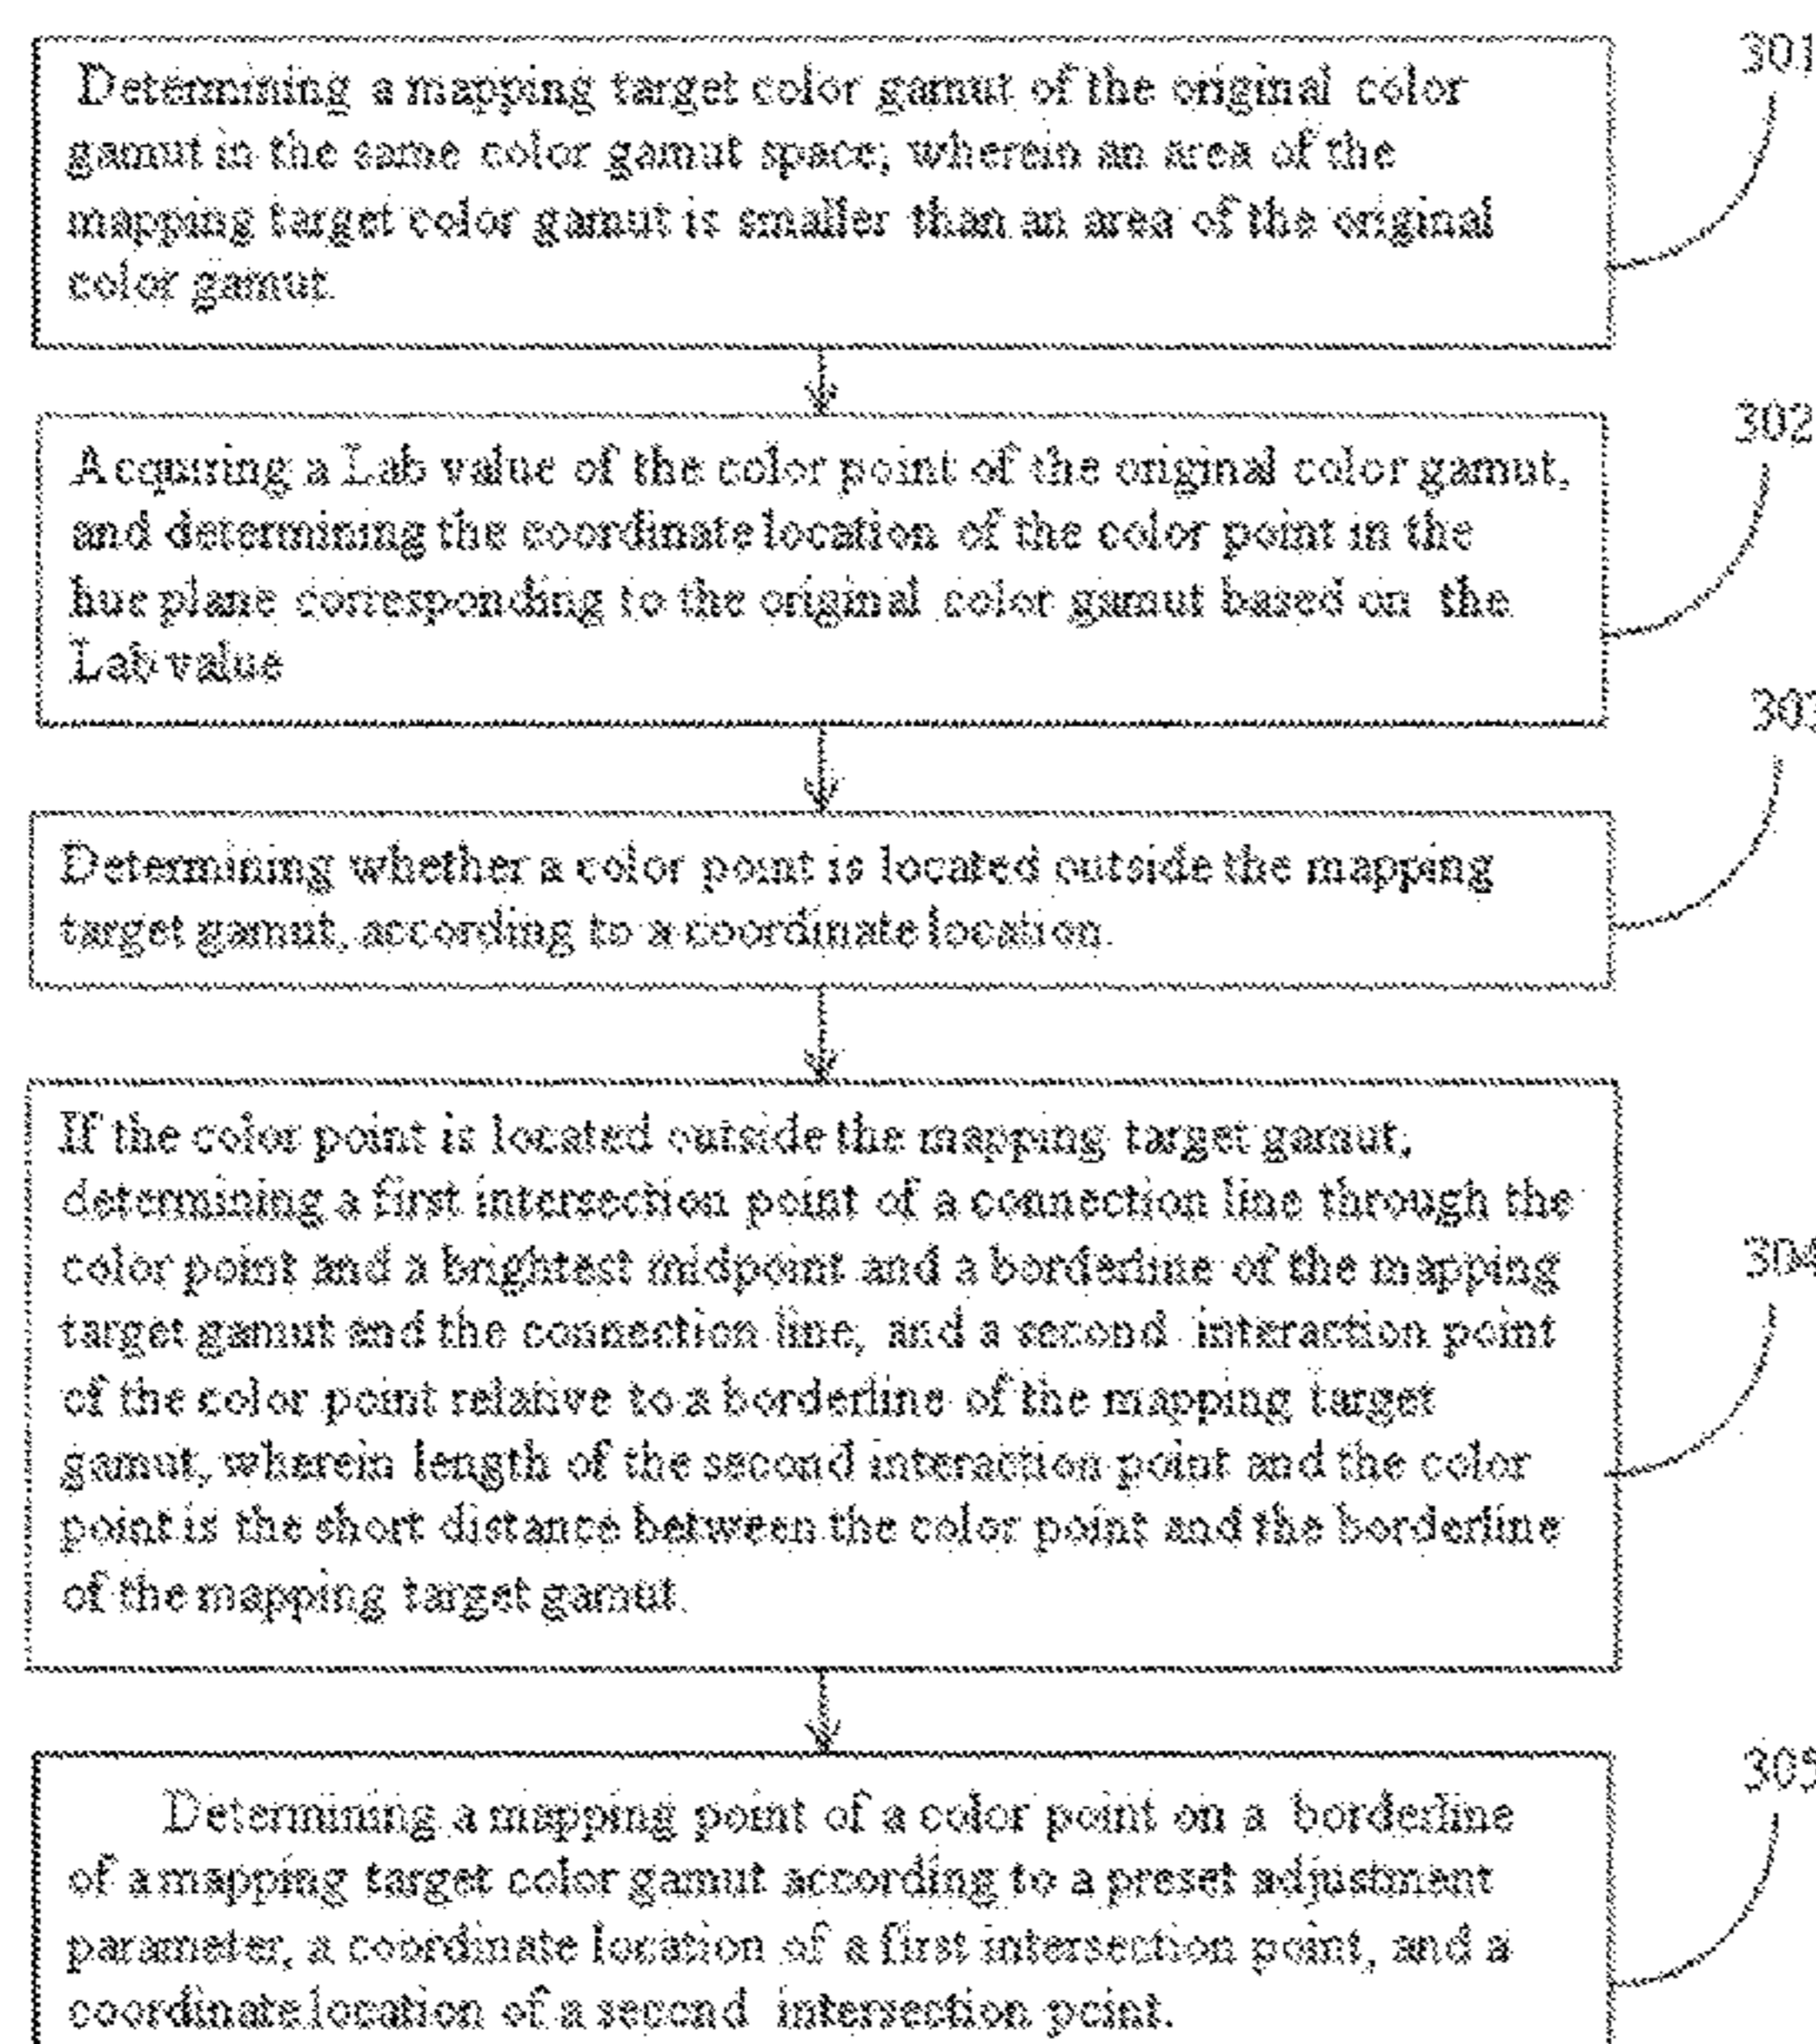 301
Determining a mapping target color gamut of the original color
gamut in the same color gamut space, wherein an area of the
mapping target color gamut is smaller than an area of the original
color gamut.
302
Acquiring a Lab value of the color point of the original color gamut,
and determining the coordinate location of the color point in the
hue plane corresponding to the original color gamut based on the
Lab value
303
Determining whether a color point is located outside the mapping
target gamut, according to a coordinate location.
304
If the color point is located outside the mapping target gamut,
determining a first intersection point of a connection line through the
color point and a brightest midpoint and a borderline of the mapping
target gamut and the connection line, and a second interaction point
of the color point relative to a borderline of the mapping target
gamut, wherein length of the second interaction point and the color
point is the short distance between the color point and the borderline
of the mapping target gamut.
305
Determining a mapping point of a color point on a borderline
of a mapping target color gamut according to a preset adjustment
parameter, a coordinate location of a first intersection point, and a
coordinate location of a second intersection point.